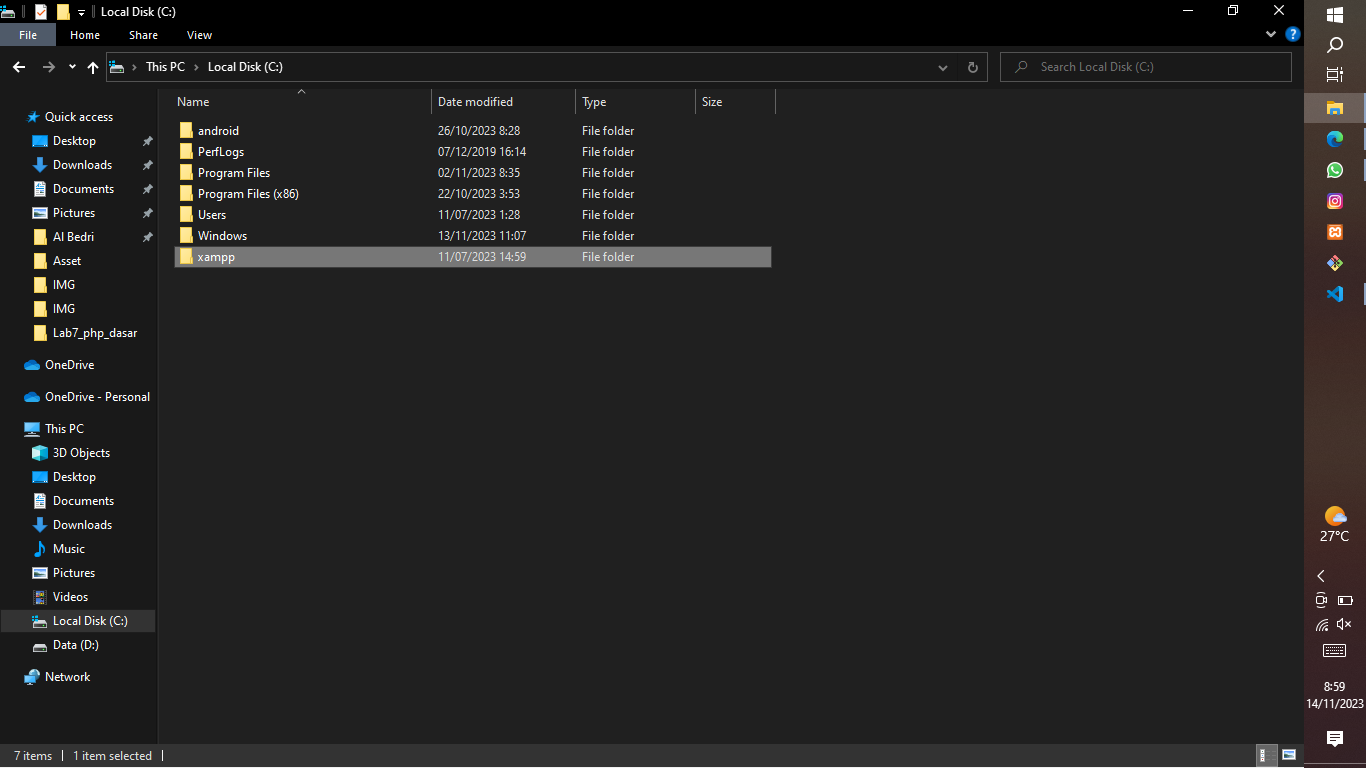 Local Disk (C:)
File Home Share View
This PC Local Disk (C:)
Search Local Disk (C:)
Name Date modified Type Size
android 26/10/2023 8:28 File folder
PerfLogs 07/12/2019 16:14 File folder
Program Files 02/11/2023 8:35 File folder
Program Files (x86) 22/10/2023 3:53 File folder
Users 11/07/2023 1:28 File folder
Windows 13/11/2023 11:07 File folder
xampp 11/07/2023 14:59 File folder
Quick access
Desktop
Downloads
Documents
Pictures
Al Bedri
Asset
IMG
IMG
Lab7_php_dasar
OneDrive
OneDrive - Personal
This PC
3D Objects
Desktop
Documents
Downloads
Music
Pictures
Videos
Local Disk (C:)
Data (D:)
Network
7 items 1 item selected
27°C
8:59
14/11/2023